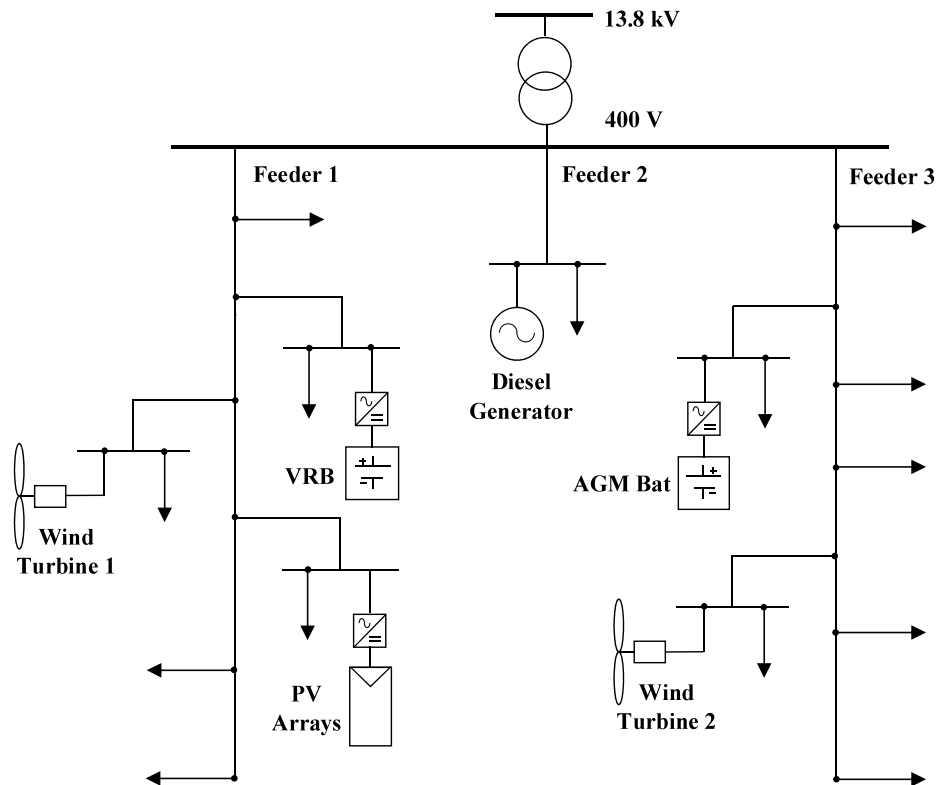 13.8 kV
400 V
Feeder 1
Feeder 2
Feeder 3
Diesel
Generator
VRB
AGM Bat
Wind
Turbine 1
PV
Arrays
Wind
Turbine 2